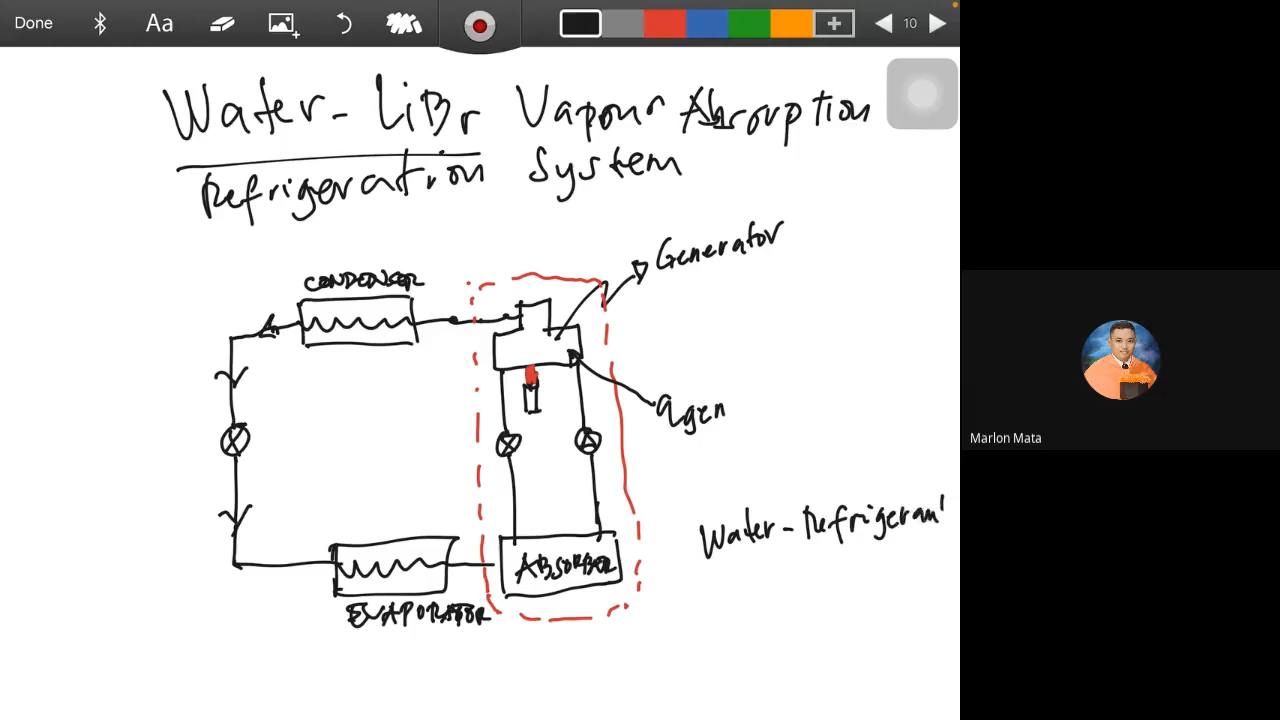 Done
Aa
10
Water - LiBr Vapour Absorption
Refrigeration System
Generator
CONDENSER
qgen
Water - Refrigerant
ABSORBER
EVAPORATOR
Marlon Mata